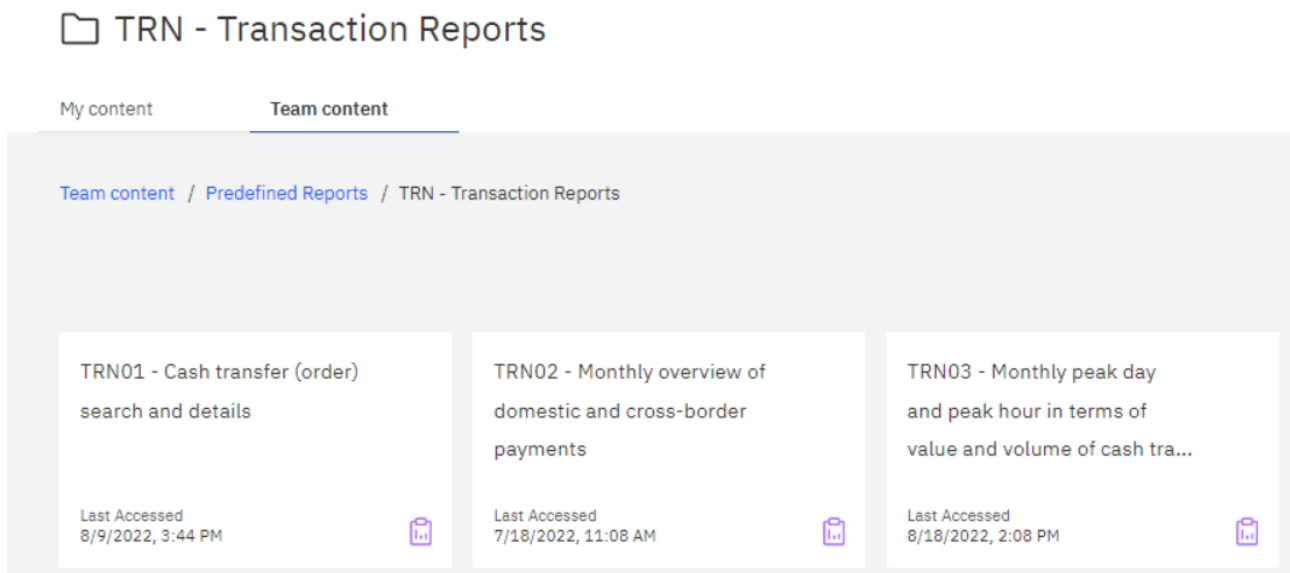 TRN - Transaction Reports
My content
Team content
Team content / Predefined Reports / TRN - Transaction Reports
TRN01 - Cash transfer (order)
search and details
Last Accessed
8/9/2022, 3:44 PM
TRN02 - Monthly overview of
domestic and cross-border
payments
Last Accessed
7/18/2022, 11:08 AM
TRN03 - Monthly peak day
and peak hour in terms of
value and volume of cash tra...
Last Accessed
8/18/2022, 2:08 PM